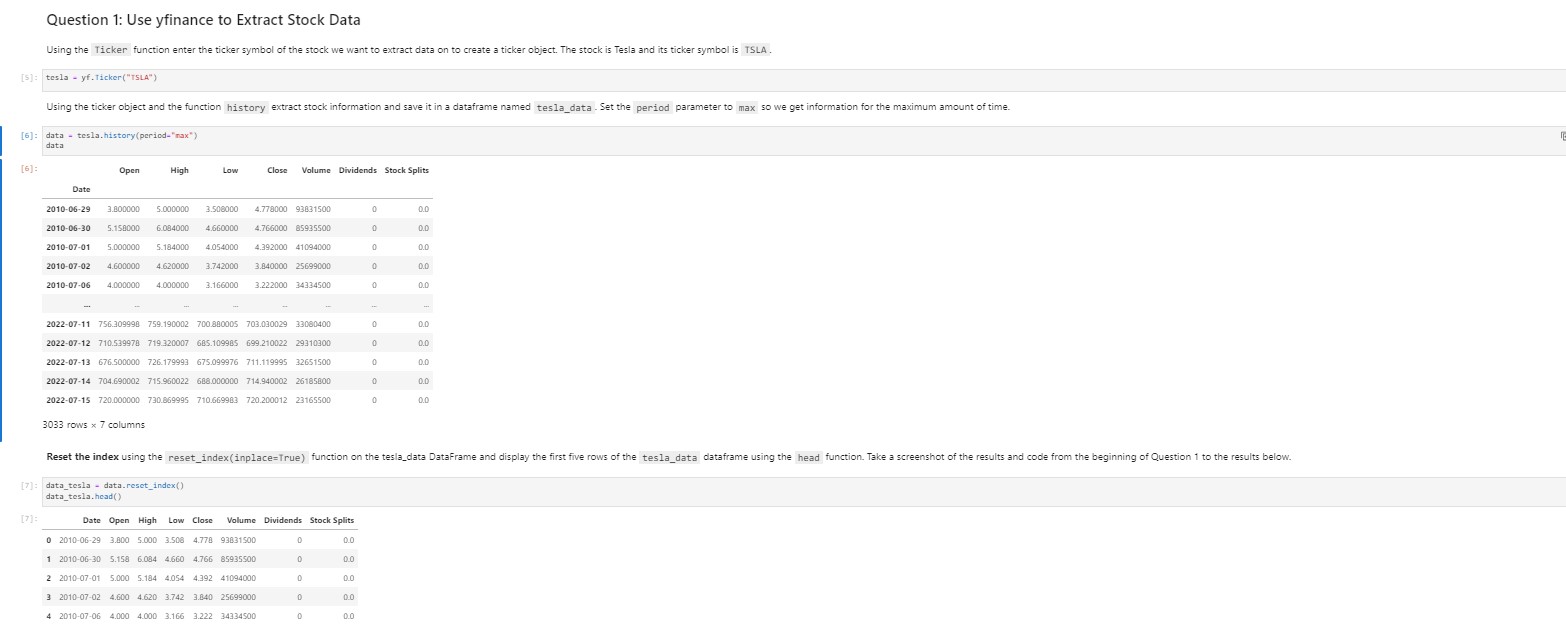 Question 1: Use yfinance to Extract Stock Data
Using the Ticker function enter the ticker symbol of the stock we want to extract data on to create a ticker object. The stock is Tesla and its ticker symbol is TSLA.
[5]: tesla = yf.Ticker("TSLA")
Using the ticker object and the function history extract stock information and save it in a dataframe named tesla_data. Set the period parameter to max so we get information for the maximum amount of time.
[6]: data = tesla.history(period="max")
data
[6]: Open High Low Close Volume Dividends Stock Splits
Date
2010-06-29 3.800000 5.000000 3.508000 4.778000 93831500 0 0.0
2010-06-30 5.158000 6.084000 4.660000 4.766000 85935500 0 0.0
2010-07-01 5.000000 5.184000 4.054000 4.392000 41094000 0 0.0
2010-07-02 4.600000 4.620000 3.742000 3.840000 25699000 0 0.0
2010-07-06 4.000000 4.000000 3.166000 3.222000 34334500 0 0.0
... ... ... ... ... ... ... ...
2022-07-11 756.309998 759.190002 700.880005 703.030029 33080400 0 0.0
2022-07-12 710.539978 719.320007 685.109985 699.210022 29310300 0 0.0
2022-07-13 676.500000 726.179993 675.099976 711.119995 32651500 0 0.0
2022-07-14 704.690002 715.960022 688.000000 714.940002 26185800 0 0.0
2022-07-15 720.000000 730.869995 710.669983 720.200012 23165500 0 0.0
3033 rows × 7 columns
Reset the index using the reset_index(inplace=True) function on the tesla_data DataFrame and display the first five rows of the tesla_data dataframe using the head function. Take a screenshot of the results and code from the beginning of Question 1 to the results below.
[7]: data_tesla = data.reset_index()
data_tesla.head()
[7]: Date Open High Low Close Volume Dividends Stock Splits
0 2010-06-29 3.800 5.000 3.508 4.778 93831500 0 0.0
1 2010-06-30 5.158 6.084 4.660 4.766 85935500 0 0.0
2 2010-07-01 5.000 5.184 4.054 4.392 41094000 0 0.0
3 2010-07-02 4.600 4.620 3.742 3.840 25699000 0 0.0
4 2010-07-06 4.000 4.000 3.166 3.222 34334500 0 0.0